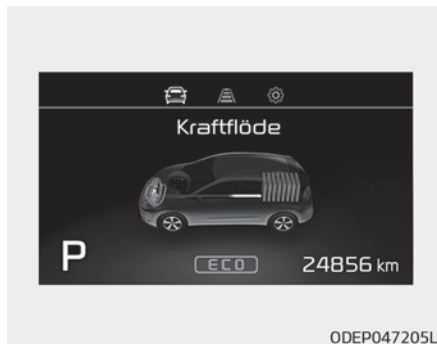 Kraftflöde
P
ECO
24856 km
ODEP047205L